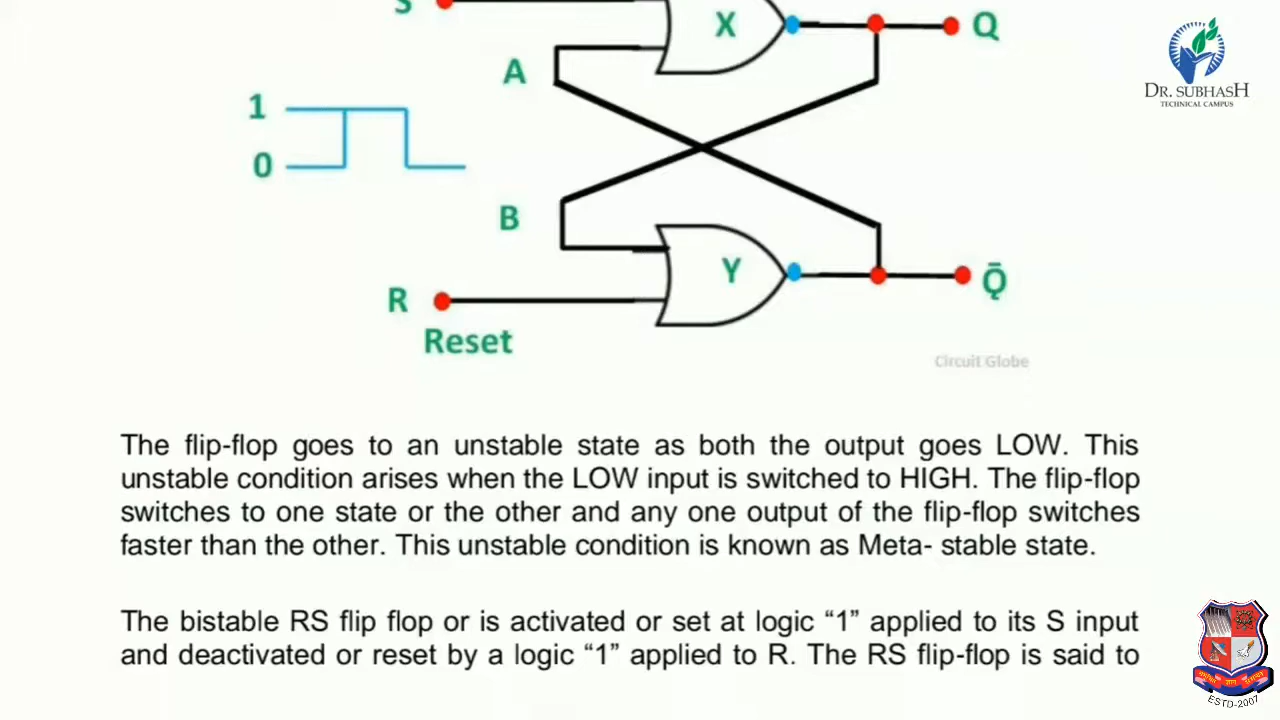 S
X
Q
DR. SUBHASH
TECHNICAL CAMPUS
A
1
0
B
Y
Q̄
R
Reset
Circuit Globe
The flip-flop goes to an unstable state as both the output goes LOW. This
unstable condition arises when the LOW input is switched to HIGH. The flip-flop
switches to one state or the other and any one output of the flip-flop switches
faster than the other. This unstable condition is known as Meta- stable state.
The bistable RS flip flop or is activated or set at logic “1” applied to its S input
and deactivated or reset by a logic “1” applied to R. The RS flip-flop is said to
ESTD-2007